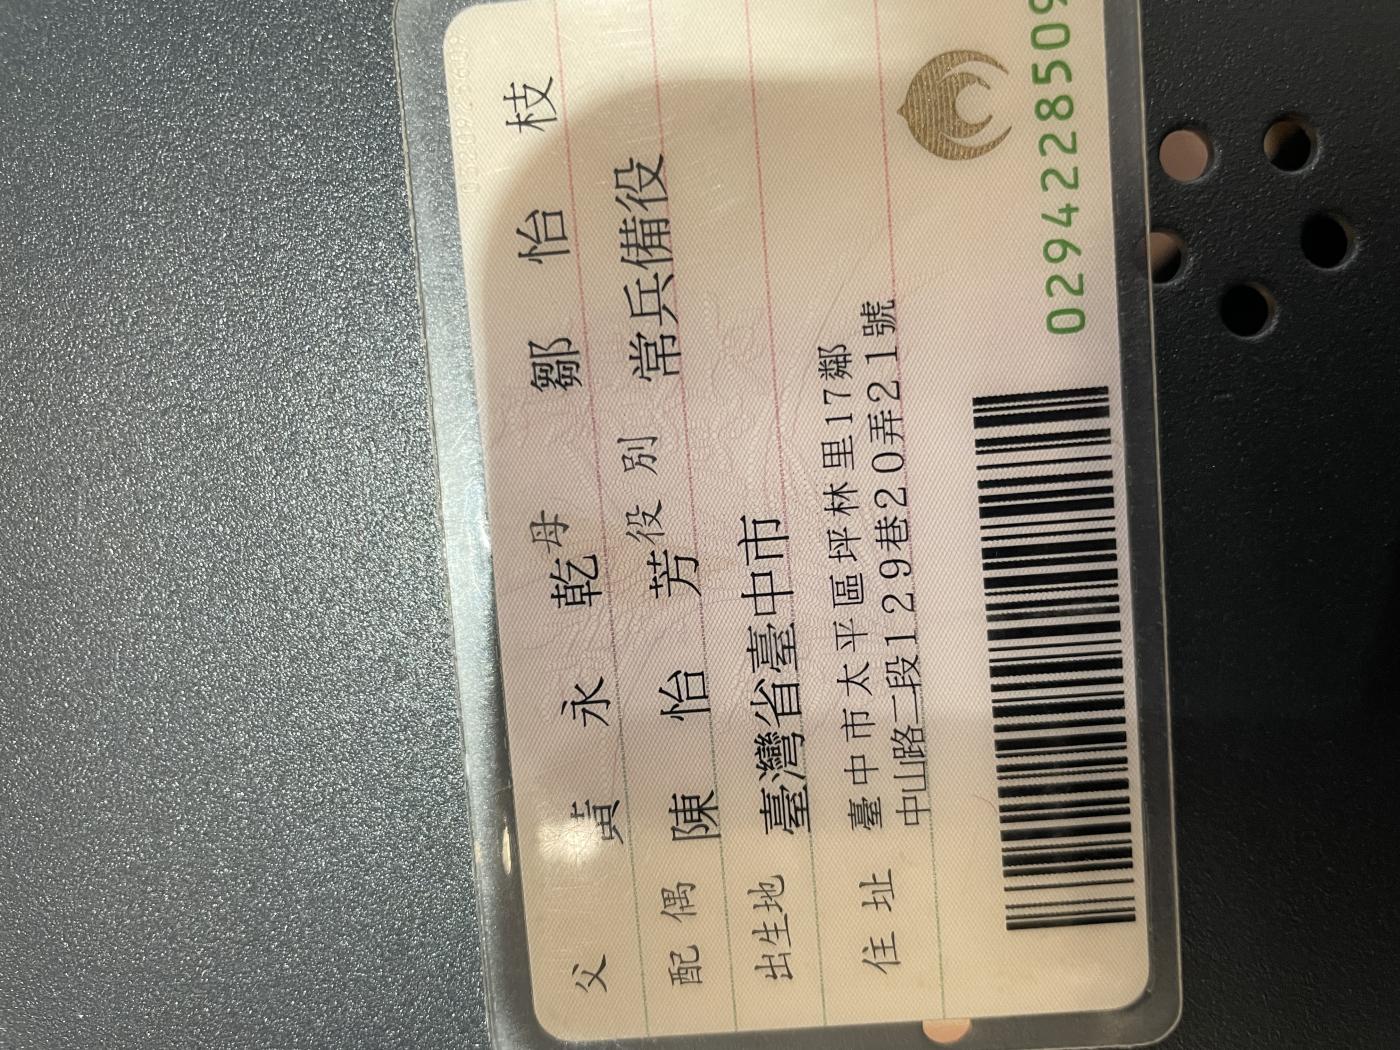 父 黃永乾 母 鄒怡枝
配偶 陳怡芳 役別 常備兵役
出生地 臺灣省臺中市
住址 臺中市太平區坪林里17鄰
中山路二段129巷20弄21號
029422850